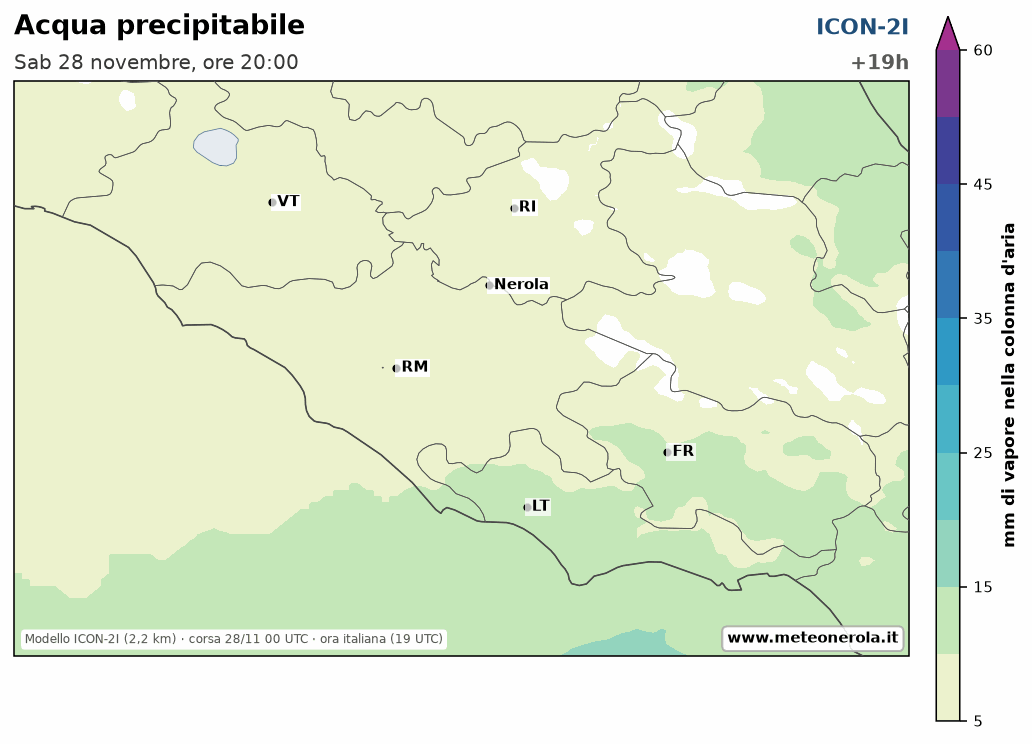 Acqua precipitabile
ICON-2I
Sab 28 novembre, ore 20:00
+19h
VT
RI
Nerola
RM
FR
LT
Modello ICON-2I (2,2 km) · corsa 28/11 00 UTC · ora italiana (19 UTC)
www.meteonerola.it
60
45
35
25
15
5
mm di vapore nella colonna d'aria